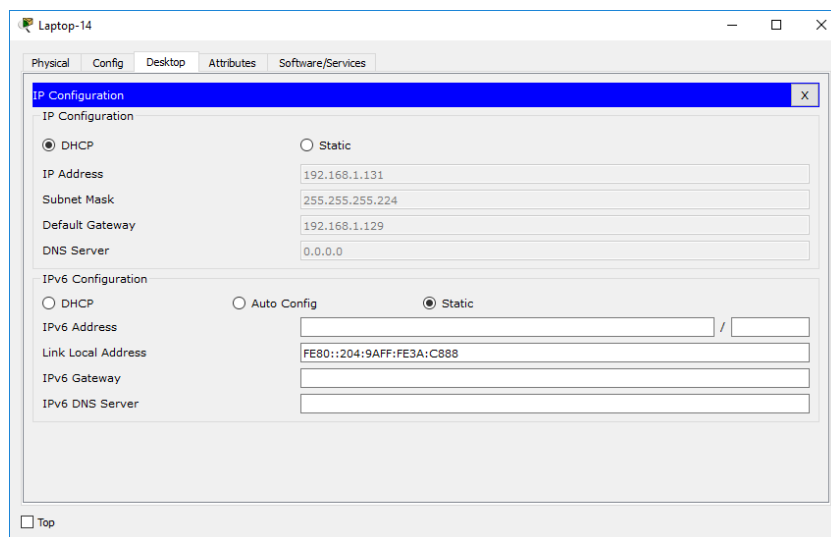 Laptop-14
Physical Config Desktop Attributes Software/Services
IP Configuration X
IP Configuration
DHCP Static
IP Address 192.168.1.131
Subnet Mask 255.255.255.224
Default Gateway 192.168.1.129
DNS Server 0.0.0.0
IPv6 Configuration
DHCP Auto Config Static
IPv6 Address /
Link Local Address FE80::204:9AFF:FE3A:C888
IPv6 Gateway
IPv6 DNS Server
Top